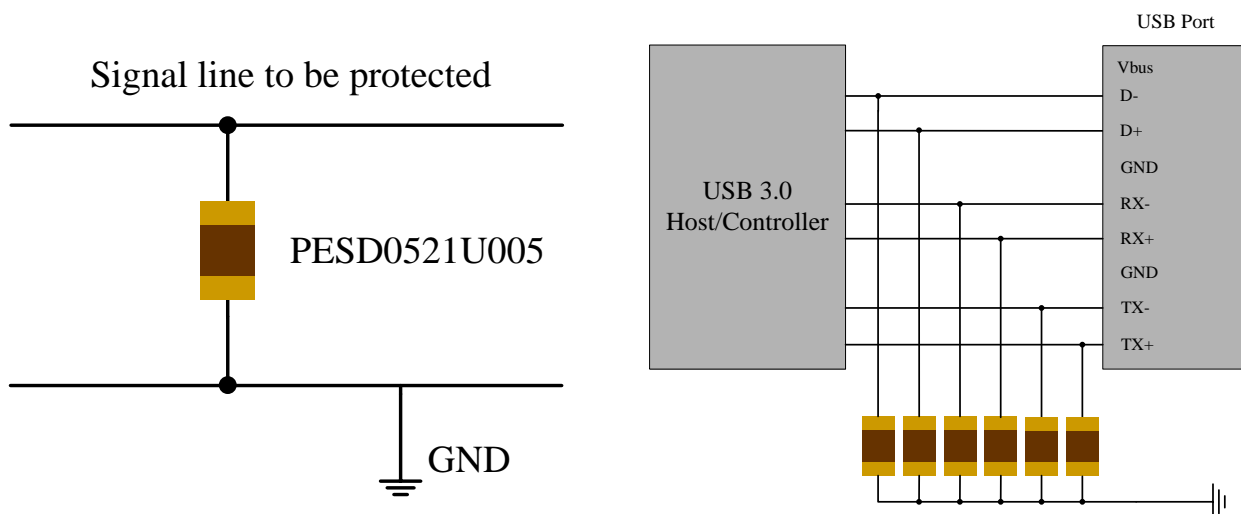 Signal line to be protected
PESD0521U005
GND
USB Port
USB 3.0
Host/Controller
Vbus
D-
D+
GND
RX-
RX+
GND
TX-
TX+